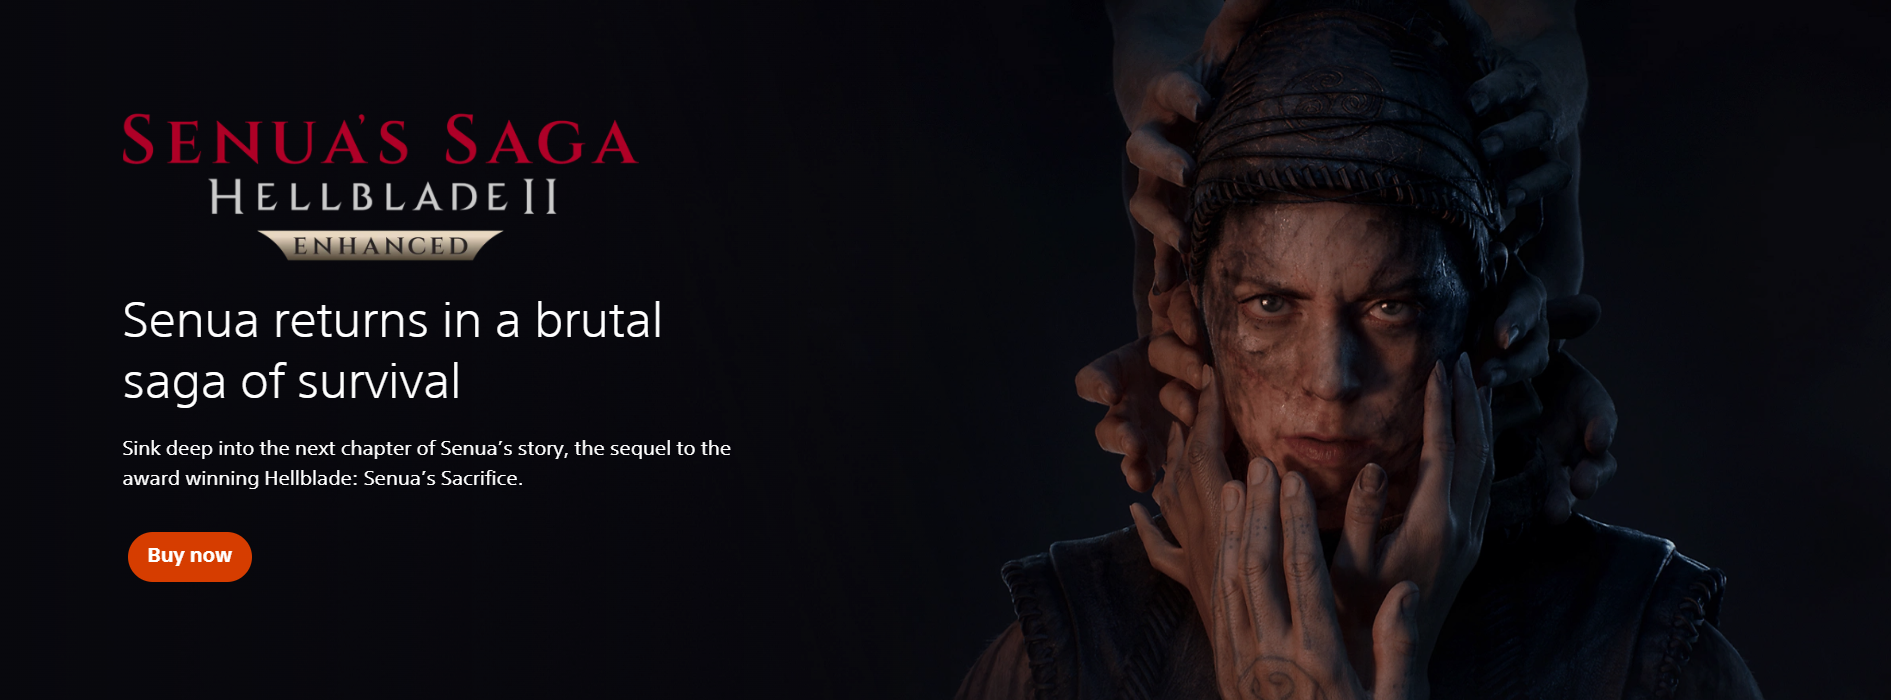 SENUA'S SAGA
HELLBLADE II
ENHANCED
Senua returns in a brutal
saga of survival
Sink deep into the next chapter of Senua’s story, the sequel to the
award winning Hellblade: Senua’s Sacrifice.
Buy now